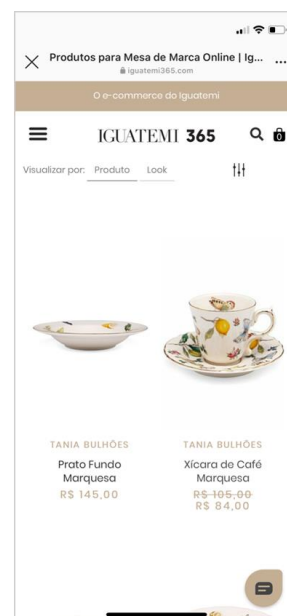 Produtos para Mesa de Marca Online | Ig...
iguatemi365.com
O e-commerce do Iguatemi
IGUATEMI 365
0
Visualizar por: Produto Look
TANIA BULHÕES
Prato Fundo
Marquesa
R$ 145,00
TANIA BULHÕES
Xícara de Café
Marquesa
R$ 105,00
R$ 84,00